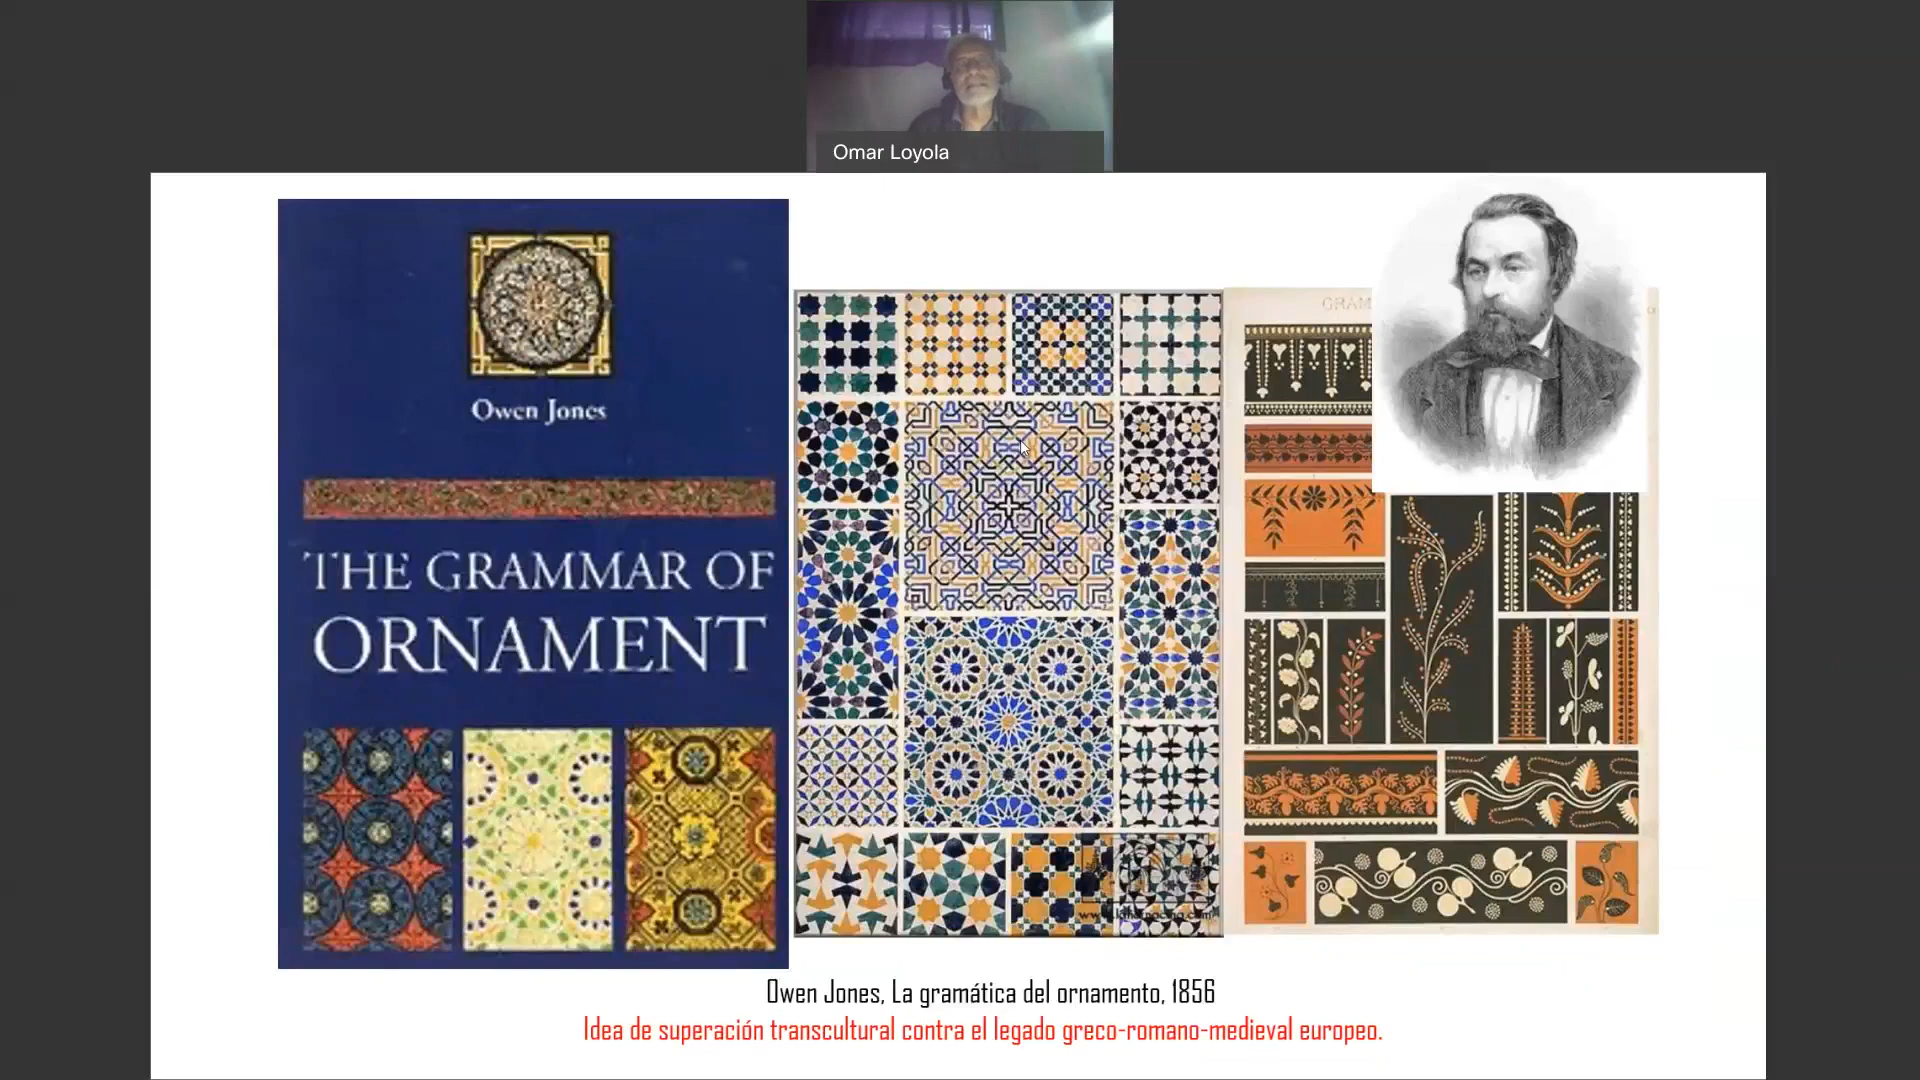 Omar Loyola
Owen Jones
THE GRAMMAR OF
ORNAMENT
GRAM
Owen Jones, La gramática del ornamento, 1856
Idea de superación transcultural contra el legado greco-romano-medieval europeo.